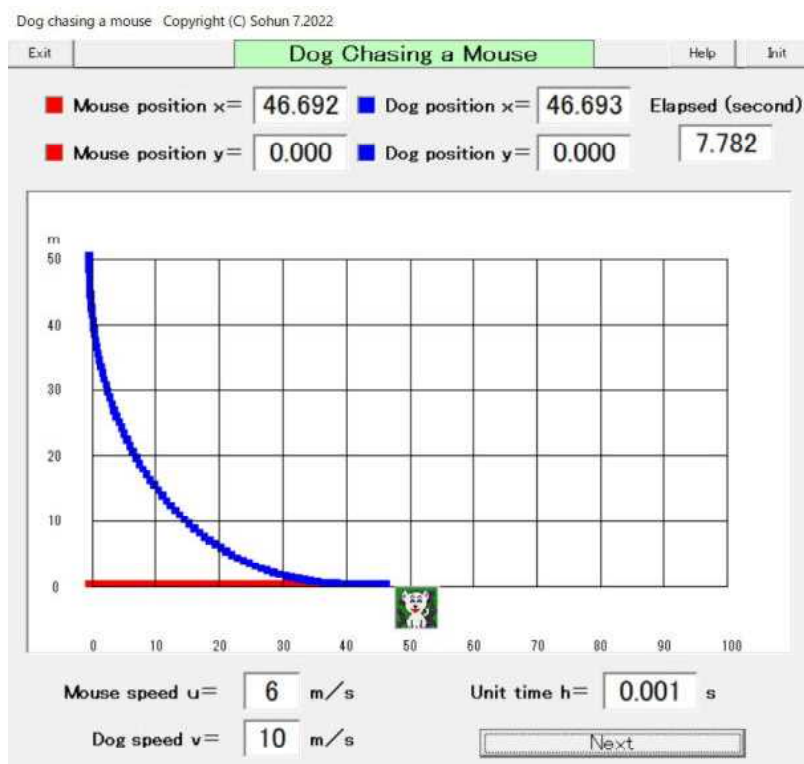 Dog chasing a mouse Copyright (C) Sohun 7.2022
Exit Dog Chasing a Mouse Help Init
Mouse position x= 46.692 Dog position x= 46.693 Elapsed (second)
Mouse position y= 0.000 Dog position y= 0.000 7.782
m
50
40
30
20
10
0
0 10 20 30 40 50 60 70 80 90 100
Mouse speed u= 6 m/s Unit time h= 0.001 s
Dog speed v= 10 m/s Next